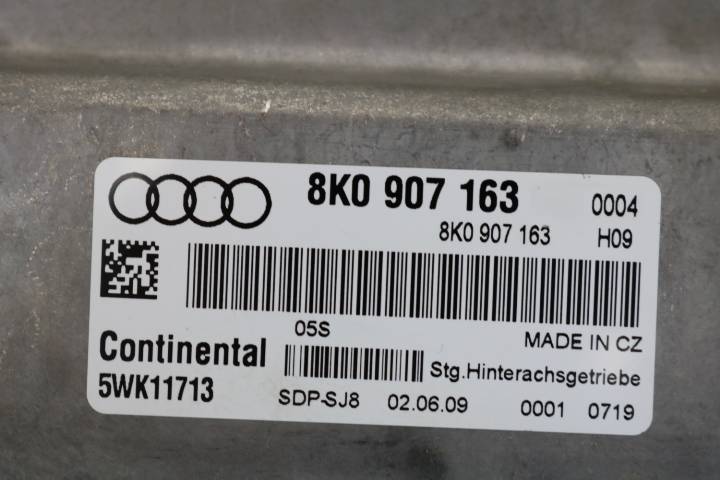 8K0 907 163 0004
8K0 907 163 H09
05S MADE IN CZ
Continental Stg.Hinterachsgetriebe
5WK11713 SDP-SJ8 02.06.09 0001 0719